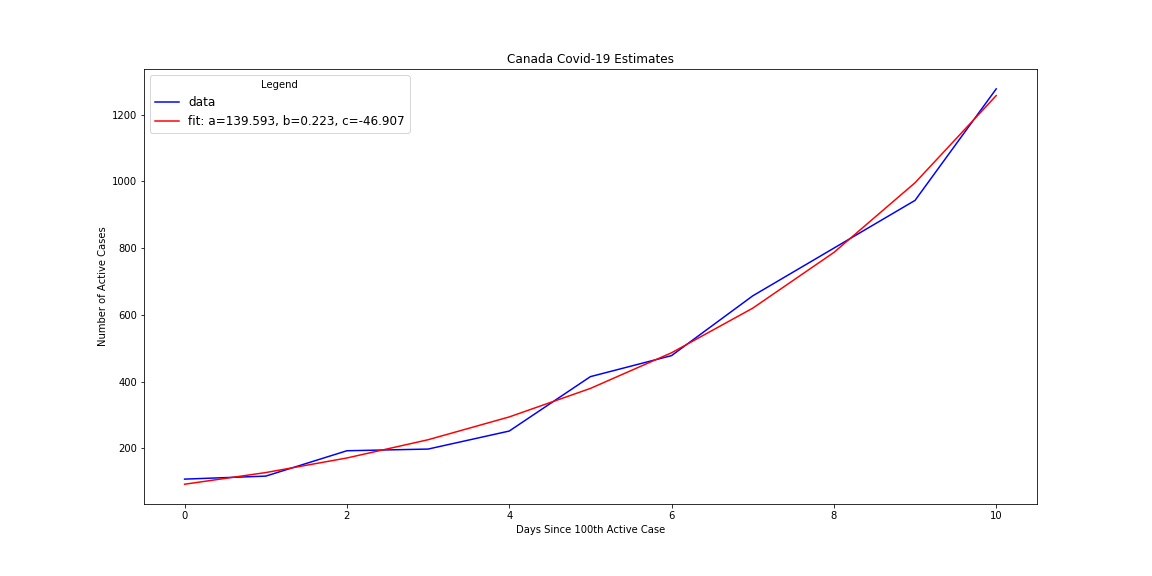 Canada Covid-19 Estimates
Legend
data
fit: a=139.593, b=0.223, c=-46.907
1200
1000
800
600
400
200
Number of Active Cases
0 2 4 6 8 10
Days Since 100th Active Case